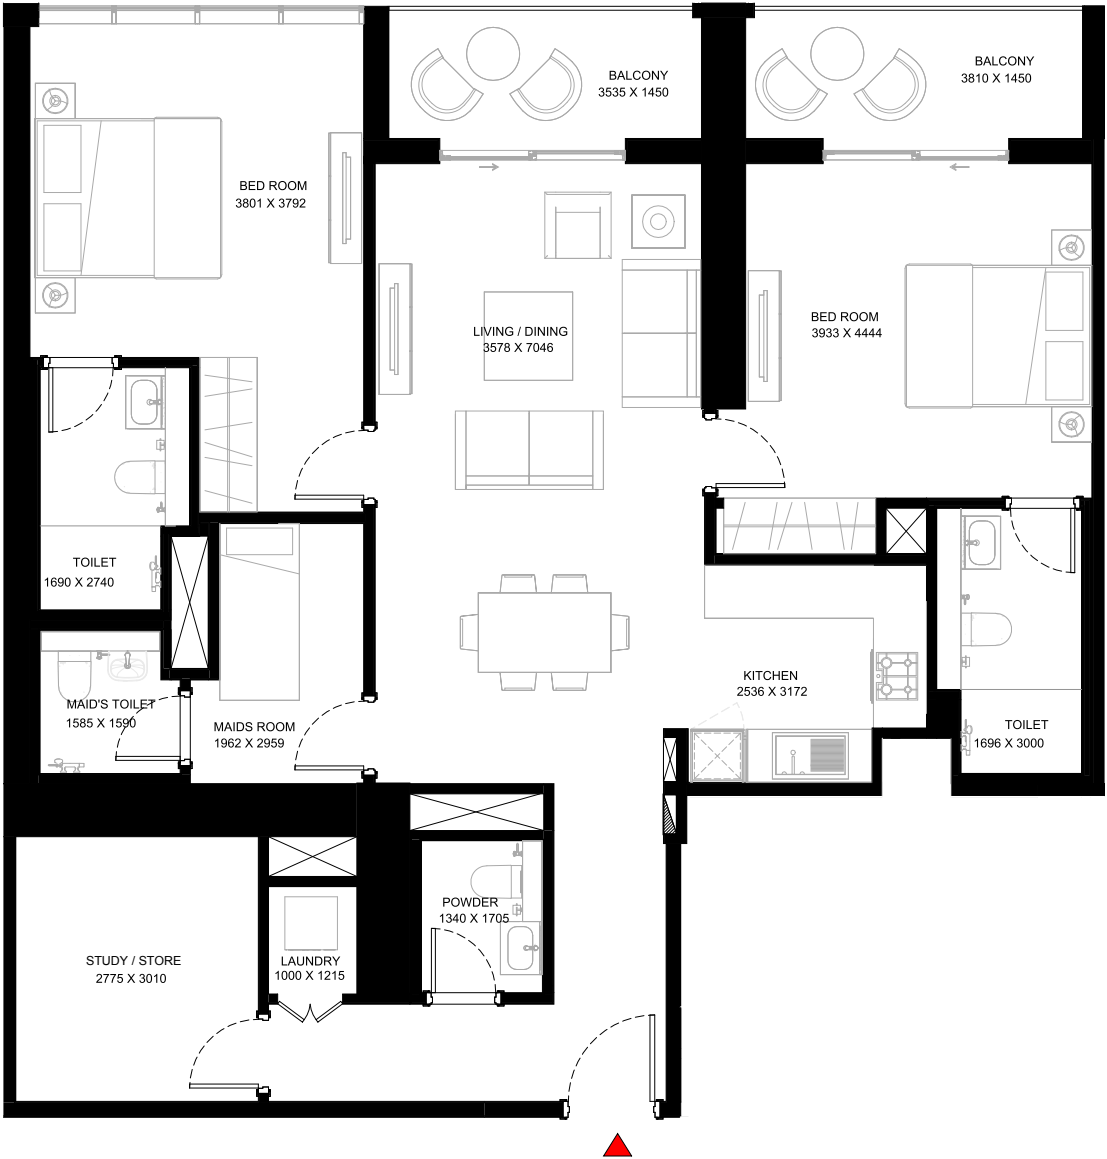 BALCONY
3535 X 1450
BALCONY
3810 X 1450
BED ROOM
3801 X 3792
LIVING / DINING
3578 X 7046
BED ROOM
3933 X 4444
TOILET
1690 X 2740
MAID'S TOILET
1585 X 1590
MAIDS ROOM
1962 X 2959
KITCHEN
2536 X 3172
TOILET
1696 X 3000
POWDER
1340 X 1705
STUDY / STORE
2775 X 3010
LAUNDRY
1000 X 1215